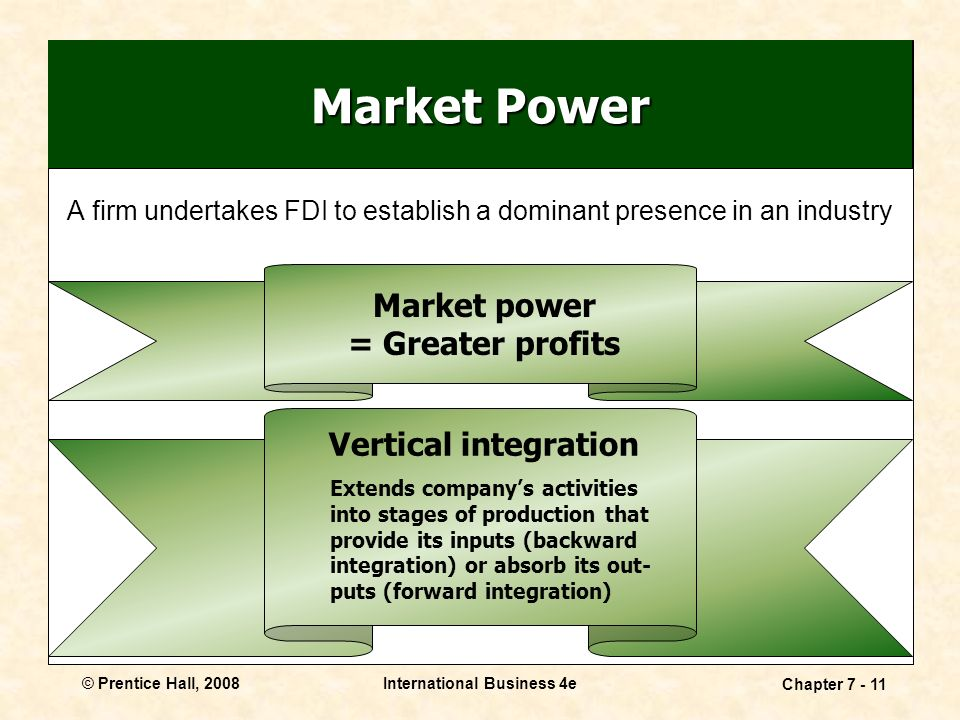 Market Power
A firm undertakes FDI to establish a dominant presence in an industry
Market power
= Greater profits
Vertical integration
Extends company’s activities
into stages of production that
provide its inputs (backward
integration) or absorb its out-
puts (forward integration)
© Prentice Hall, 2008
International Business 4e
Chapter 7 - 11